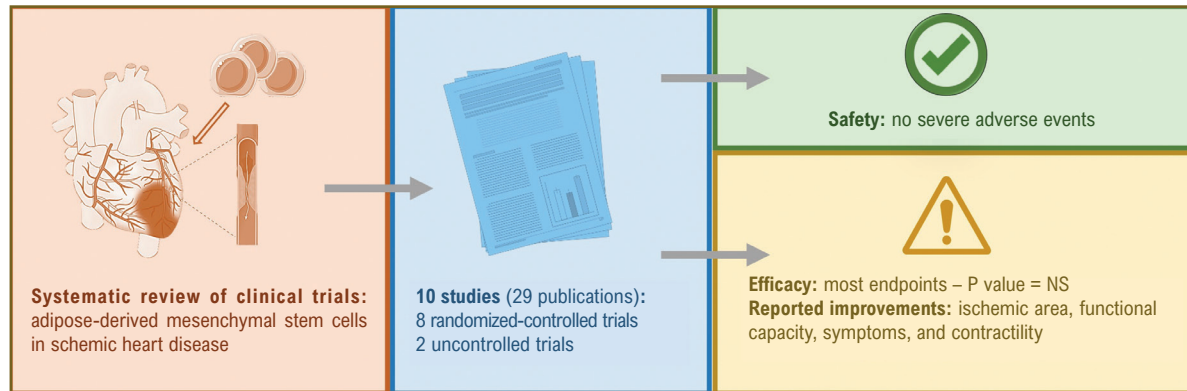 Systematic review of clinical trials:
adipose-derived mesenchymal stem cells
in schemic heart disease
10 studies (29 publications):
8 randomized-controlled trials
2 uncontrolled trials
Safety: no severe adverse events
Efficacy: most endpoints – P value = NS
Reported improvements: ischemic area, functional
capacity, symptoms, and contractility